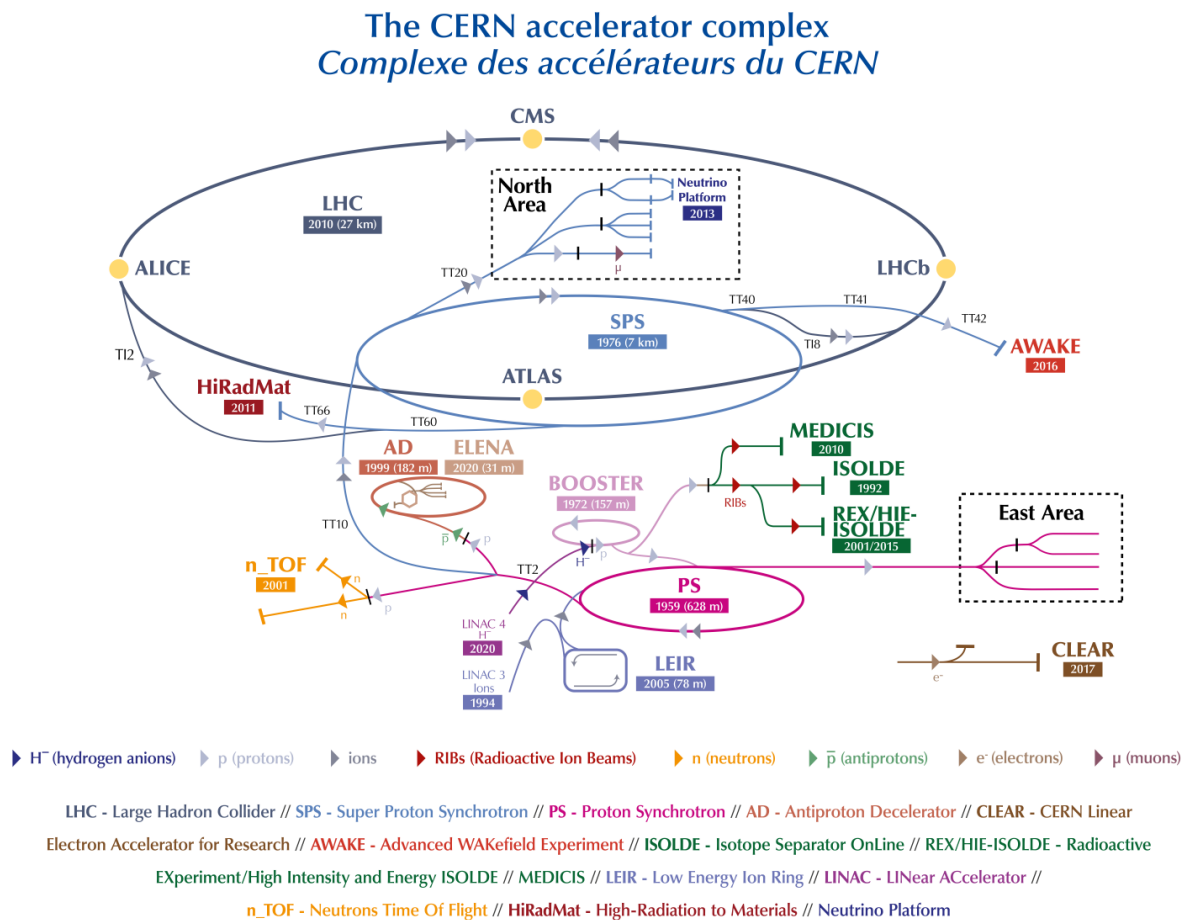 The CERN accelerator complex
Complexe des accélérateurs du CERN
CMS
LHC
2010 (27 km)
North
Area
Neutrino
Platform
2013
μ
ALICE
LHCb
TT20
SPS
1976 (7 km)
TT40
TT41
TT42
TI8
AWAKE
2016
TI2
ATLAS
HiRadMat
2011
TT66
TT60
AD
1999 (182 m)
ELENA
2020 (31 m)
MEDICIS
2010
BOOSTER
1972 (157 m)
ISOLDE
1992
RIBs
REX/HIE-
ISOLDE
2001/2015
East Area
TT10
p̅
p
H⁻
p
TT2
n_TOF
2001
n
n
p
PS
1959 (628 m)
LINAC 4
H⁻
2020
LINAC 3
Ions
1994
LEIR
2005 (78 m)
CLEAR
2017
e-
H⁻ (hydrogen anions)
p (protons)
ions
RIBs (Radioactive Ion Beams)
n (neutrons)
p̅ (antiprotons)
e- (electrons)
μ (muons)
LHC - Large Hadron Collider // SPS - Super Proton Synchrotron // PS - Proton Synchrotron // AD - Antiproton Decelerator // CLEAR - CERN Linear
Electron Accelerator for Research // AWAKE - Advanced WAKefield Experiment // ISOLDE - Isotope Separator OnLine // REX/HIE-ISOLDE - Radioactive
EXperiment/High Intensity and Energy ISOLDE // MEDICIS // LEIR - Low Energy Ion Ring // LINAC - LINear ACcelerator //
n_TOF - Neutrons Time Of Flight // HiRadMat - High-Radiation to Materials // Neutrino Platform